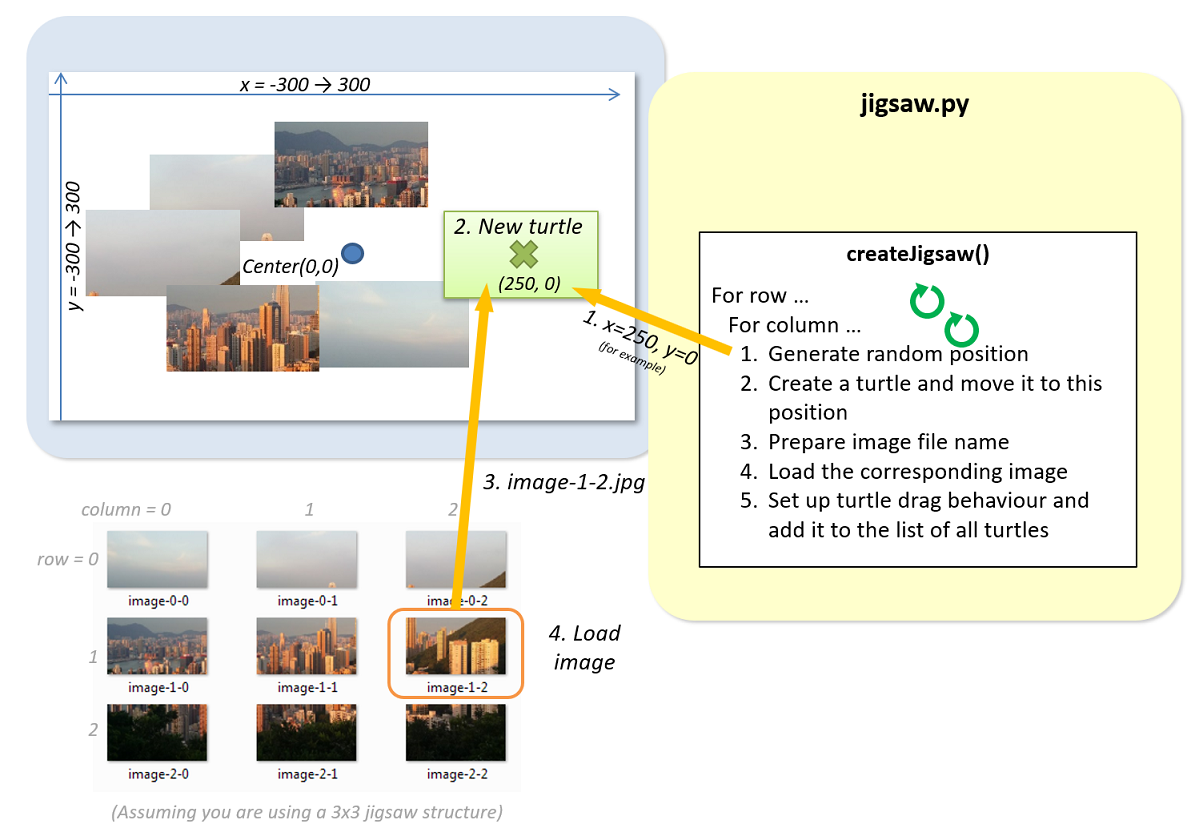 x = -300 → 300
y = -300 → 300
Center(0,0)
2. New turtle
(250, 0)
1. x=250, y=0
(for example)
jigsaw.py
createJigsaw()
For row ...
For column ...
1. Generate random position
2. Create a turtle and move it to this
position
3. Prepare image file name
4. Load the corresponding image
5. Set up turtle drag behaviour and
add it to the list of all turtles
3. image-1-2.jpg
column = 0 1 2
row = 0
image-0-0 image-0-1 image-0-2
1
image-1-0 image-1-1 image-1-2
4. Load
image
2
image-2-0 image-2-1 image-2-2
(Assuming you are using a 3x3 jigsaw structure)